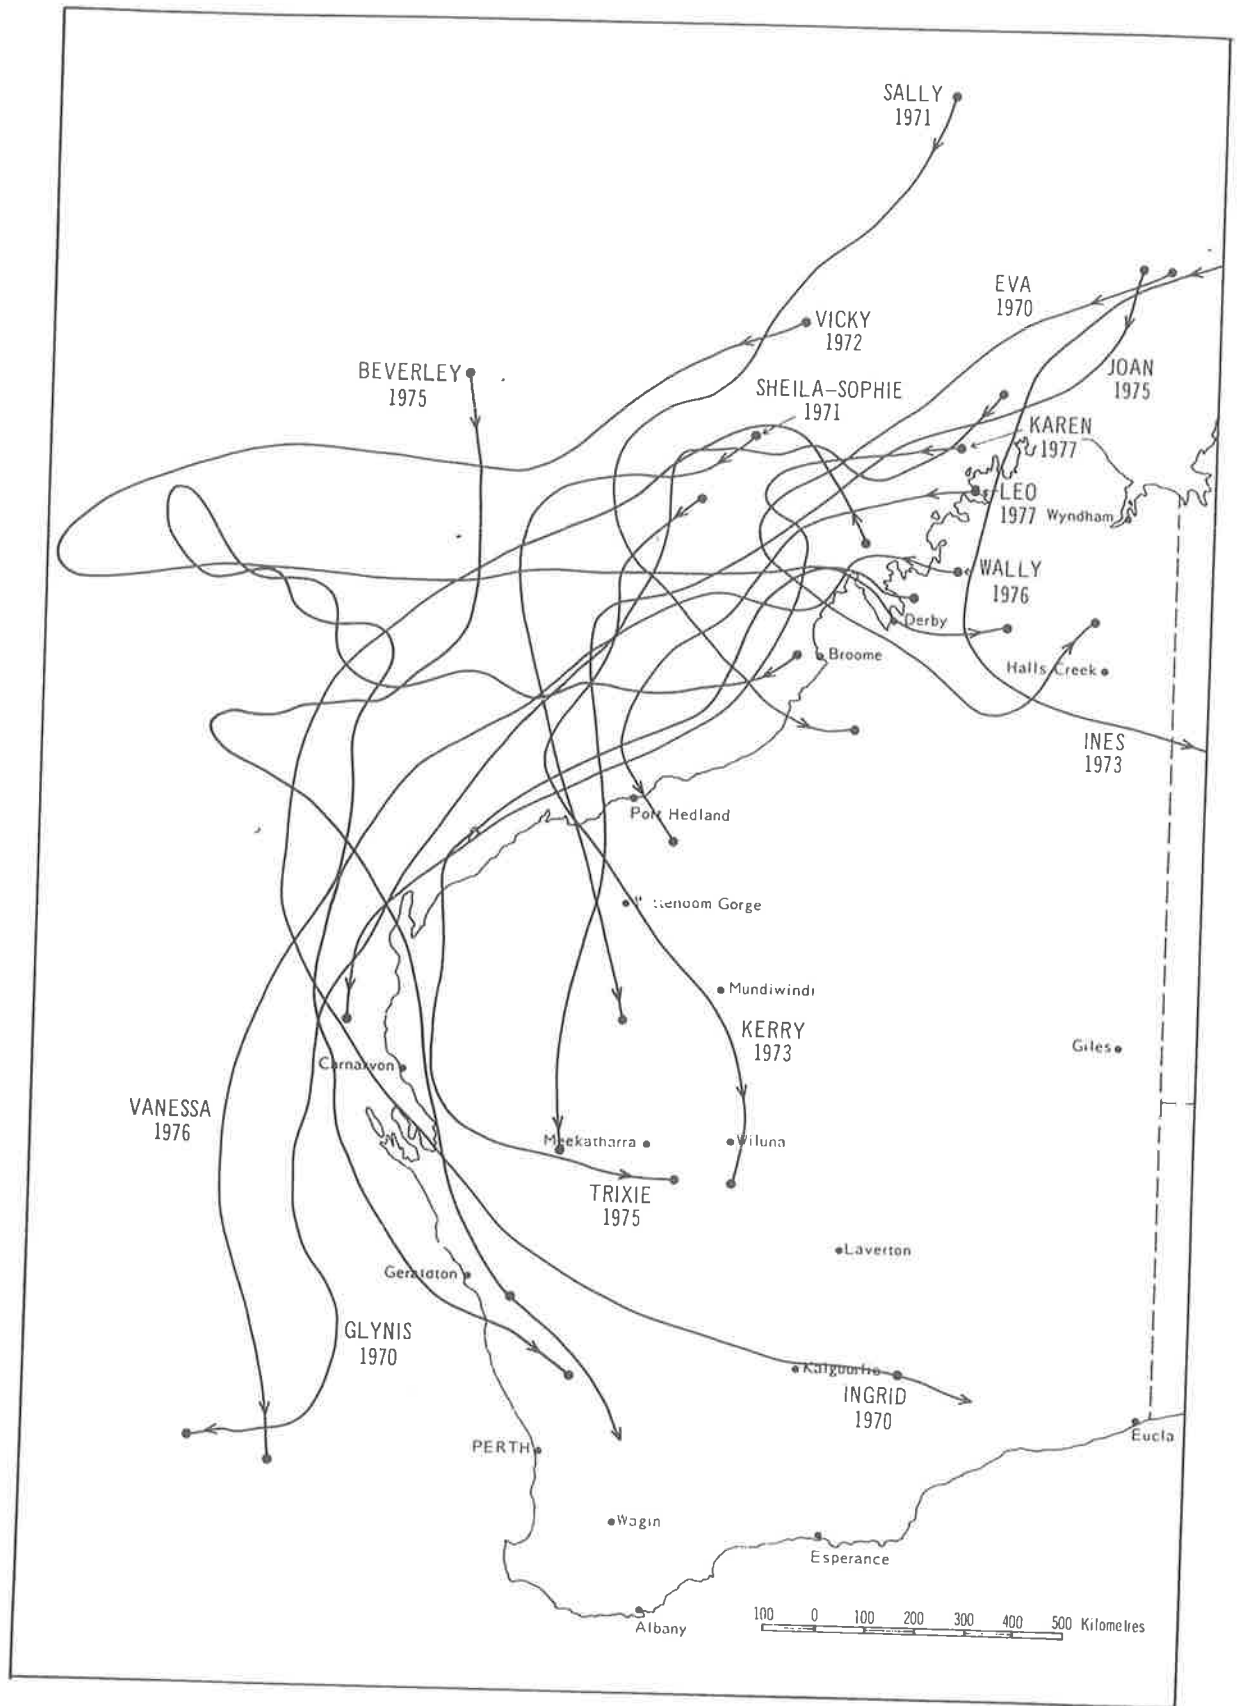 SALLY
1971
EVA
1970
VICKY
1972
BEVERLEY
1975
JOAN
1975
SHEILA-SOPHIE
1971
KAREN
1977
LEO
1977
Wyndham
WALLY
1976
Derby
Broome
Halls Creek
INES
1973
Port Hedland
Gorge
Mundiwindi
KERRY
1973
Giles
Carnarvon
VANESSA
1976
Meekatharra
Wiluna
TRIXIE
1975
Laverton
Geraldton
GLYNIS
1970
INGRID
1970
PERTH
Eucla
Wagin
Esperance
Albany
100 0 100 200 300 400 500 Kilometres